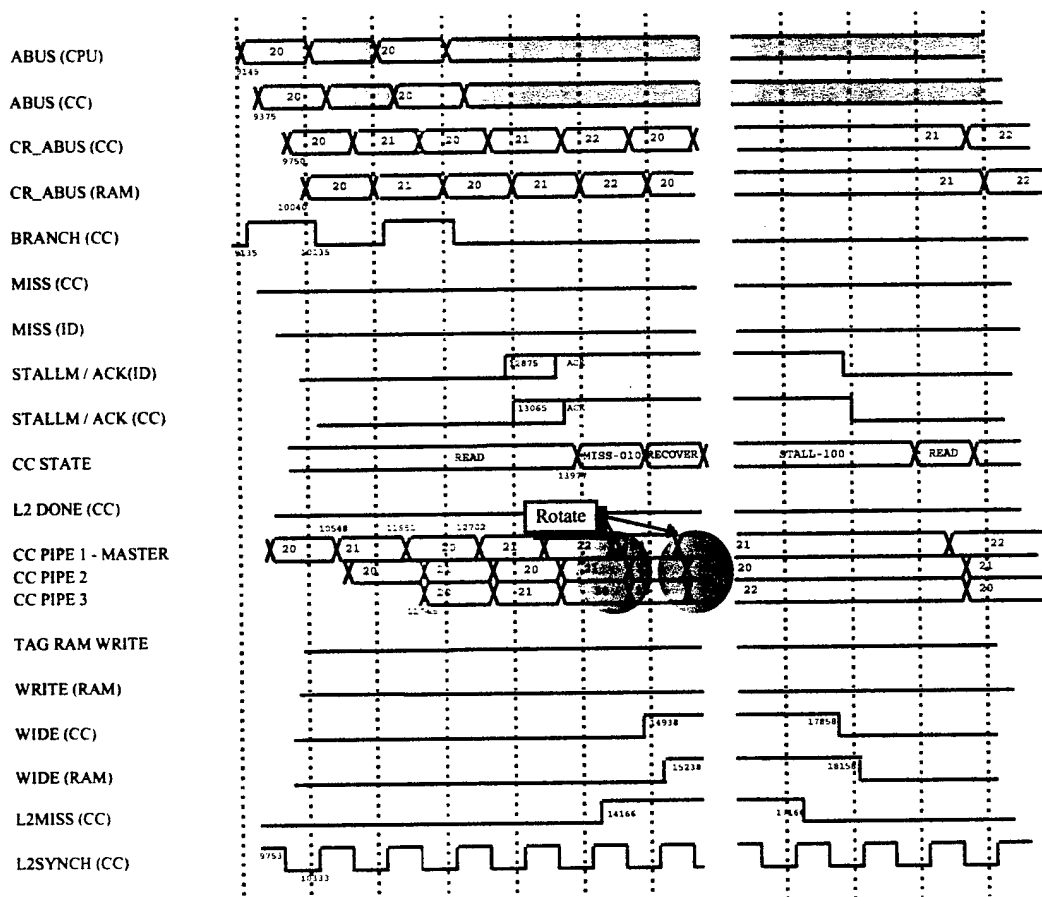 ABUS (CPU) 20 20
9145
ABUS (CC) 20 20
9375
CR_ABUS (CC) 20 21 20 21 22 20 21 22
9750
CR_ABUS (RAM) 20 21 20 21 22 20 21 22
10040
BRANCH (CC)
9135 10135
MISS (CC)
MISS (ID)
STALLM / ACK(ID) 12875 ACK
STALLM / ACK (CC) 13065 ACK
CC STATE READ MISS-010 RECOVER STALL-100 READ
L2 DONE (CC)
Rotate
10548 12702
CC PIPE 1 - MASTER 20 21 20 21 22 21 22
CC PIPE 2 20 21 20 20 21
CC PIPE 3 20 21 22 20
TAG RAM WRITE
WRITE (RAM)
WIDE (CC) 14938 17858
WIDE (RAM) 15238 18158
L2MISS (CC) 14166
L2SYNCH (CC) 9753
10333